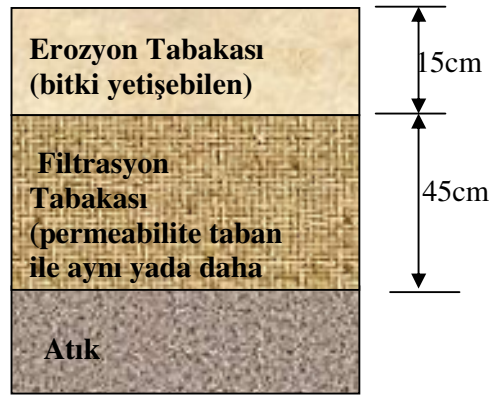 Erozyon Tabakası
(bitki yetişebilen)
15cm
Filtrasyon
Tabakası
(permeabilite taban
ile aynı yada daha
45cm
Atık